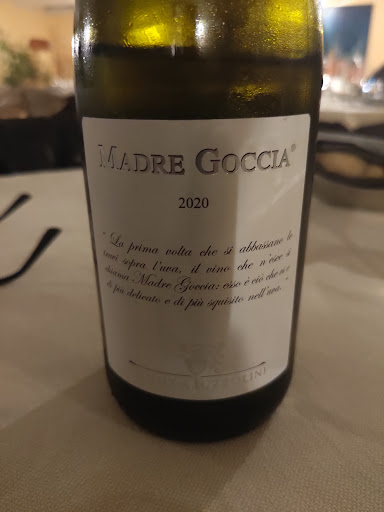 MADRE GOCCIA®
2020
" La prima volta che si abbassano le
travi sopra l'uva, il vino che n'esce si
chiama Madre Goccia: esso è ciò che vi è
di più delicato e di più squisito nell'uva. "